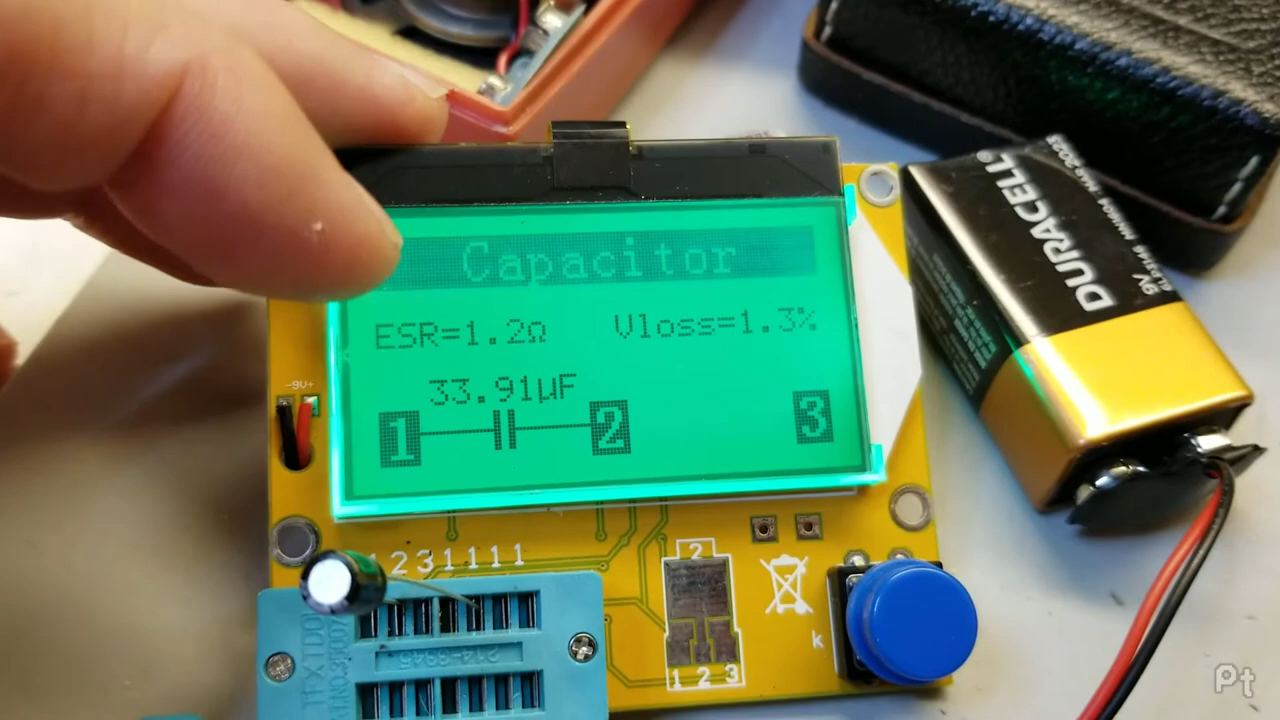 Capacitor
ESR=1.2Ω Vloss=1.3%
33.91µF
1 2 3
-9V+
1 2 3 1 1 1 1
2
k
1 2 3
DURACELL®
9V
Pt